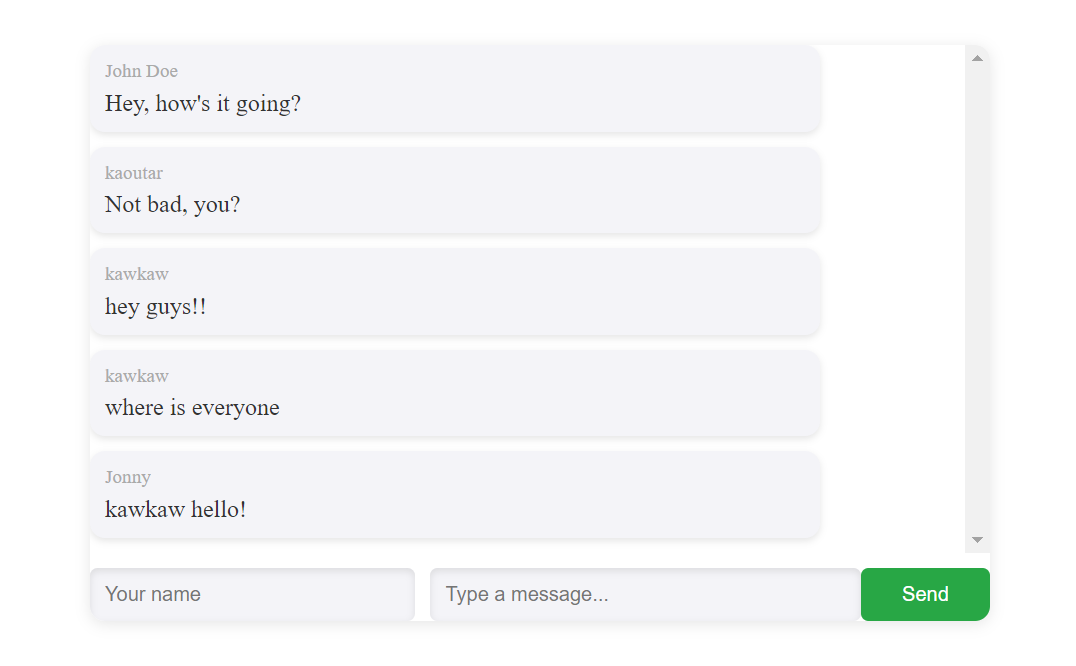 John Doe
Hey, how's it going?
kaoutar
Not bad, you?
kawkaw
hey guys!!
kawkaw
where is everyone
Jonny
kawkaw hello!
Your name
Type a message...
Send